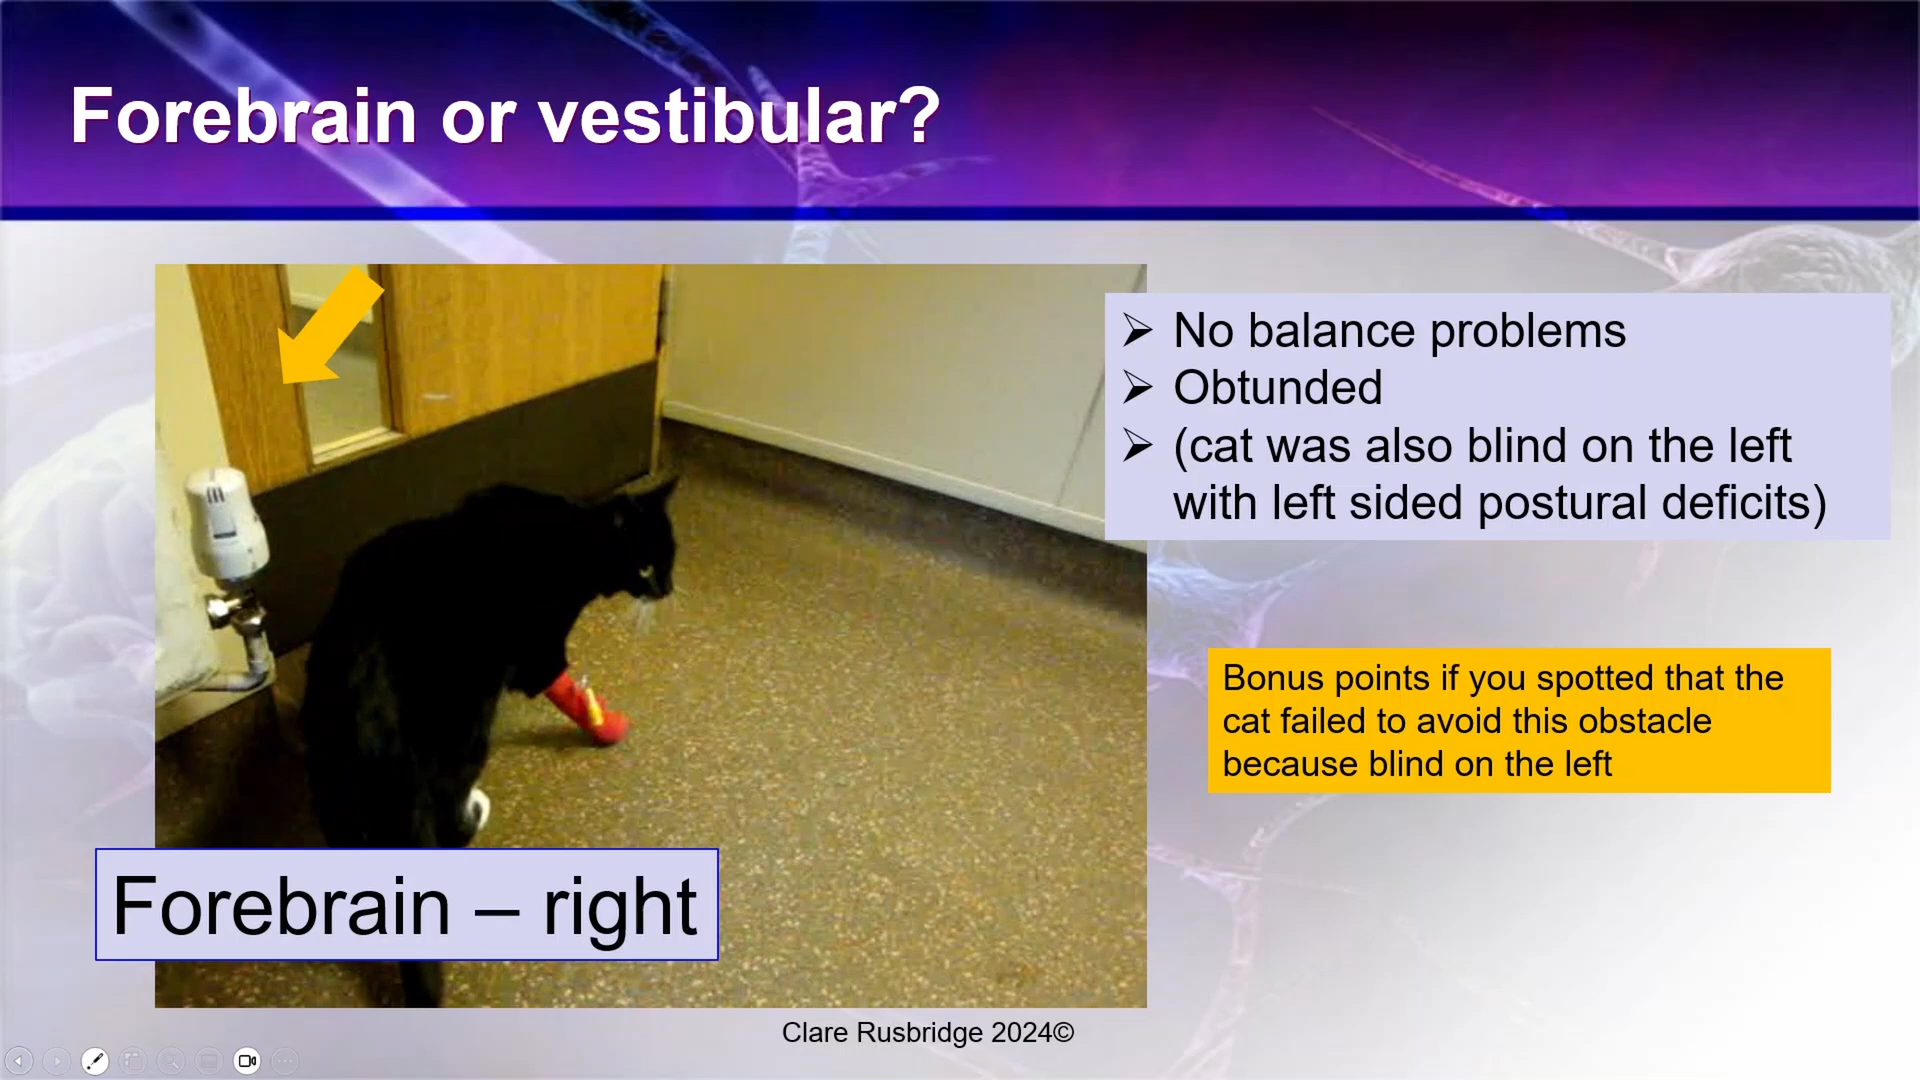 Forebrain or vestibular?
➢ No balance problems
➢ Obtunded
➢ (cat was also blind on the left
with left sided postural deficits)
Bonus points if you spotted that the
cat failed to avoid this obstacle
because blind on the left
Forebrain – right
Clare Rusbridge 2024©